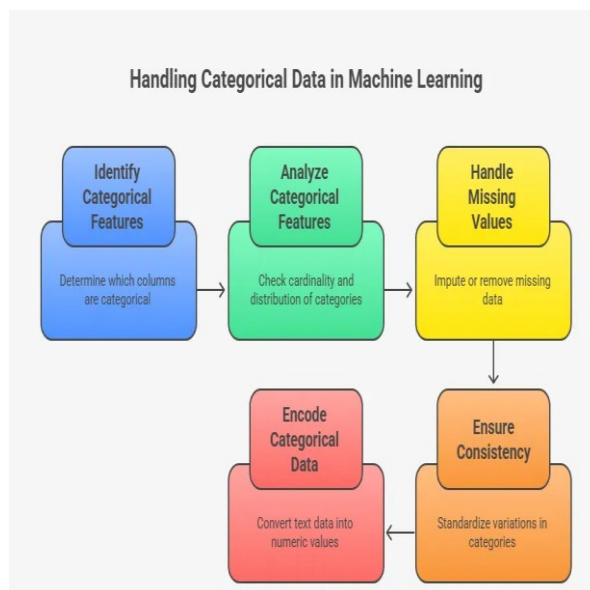 Handling Categorical Data in Machine Learning
Identify
Categorical
Features
Determine which columns
are categorical
Analyze
Categorical
Features
Check cardinality and
distribution of categories
Handle
Missing
Values
Impute or remove missing
data
Ensure
Consistency
Standardize variations in
categories
Encode
Categorical
Data
Convert text data into
numeric values